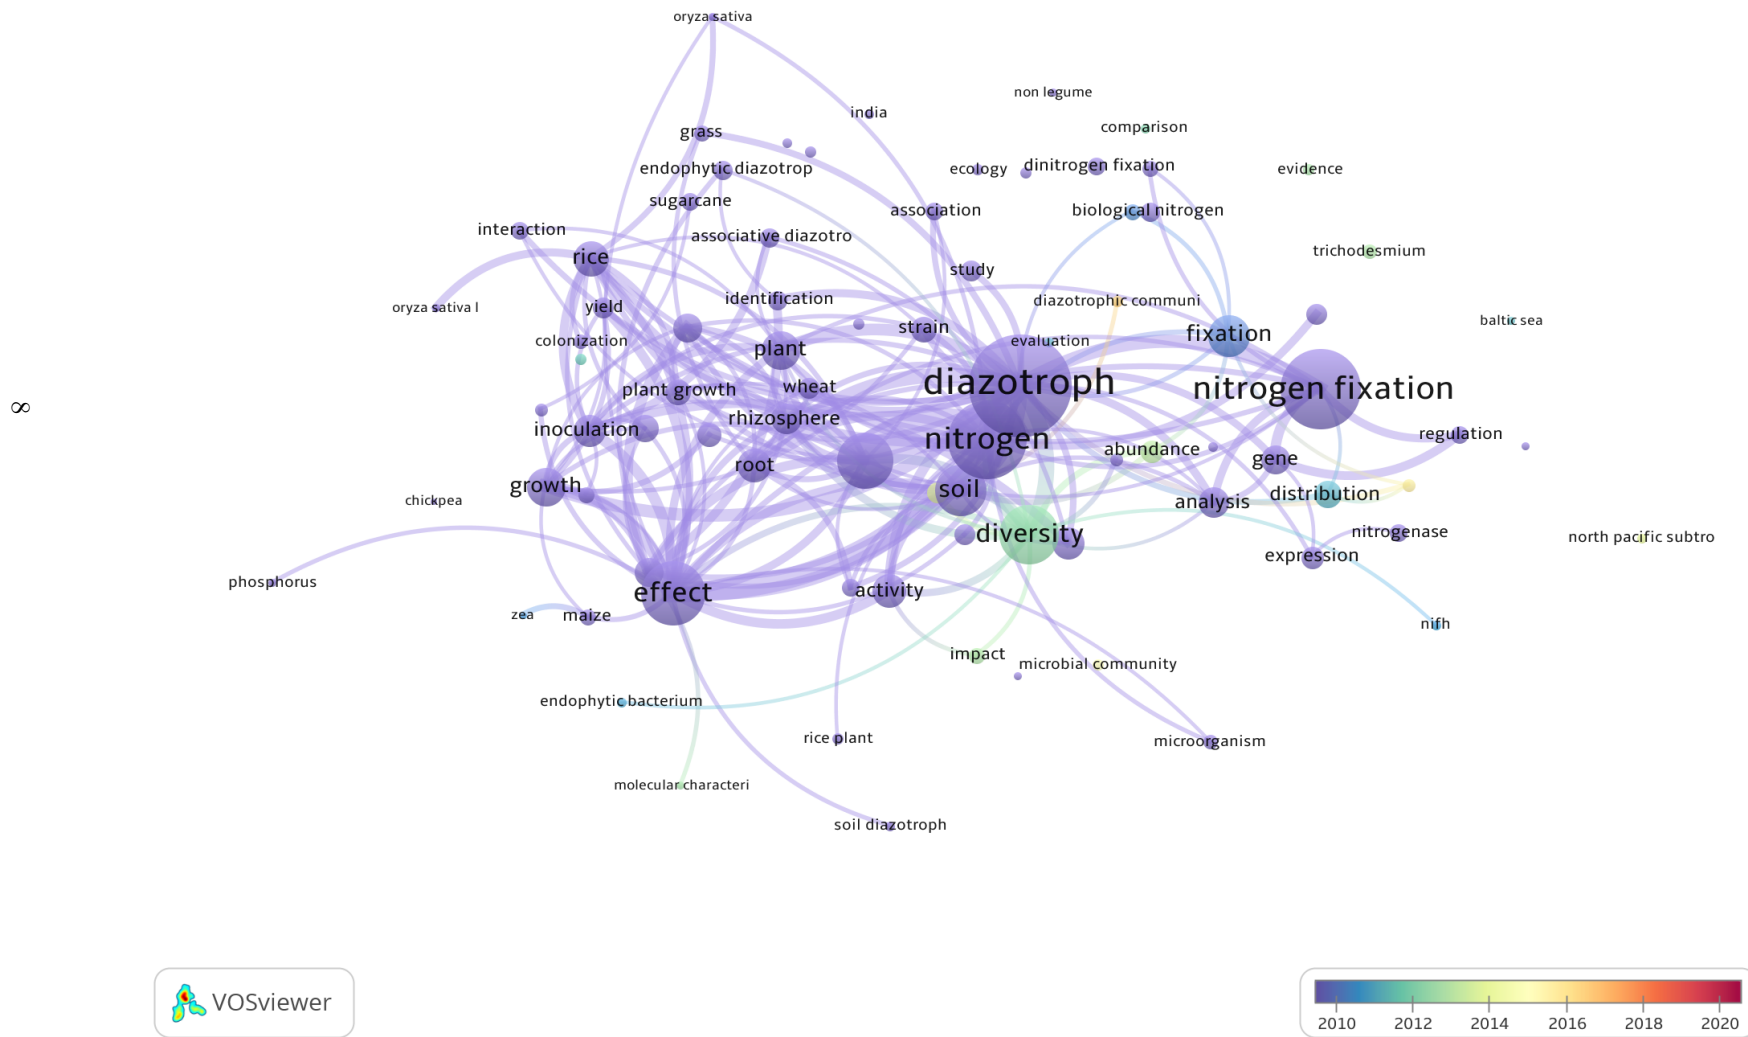 oryza sativa
non legume
india
comparison
grass
endophytic diazotrop
ecology
dinitrogen fixation
evidence
sugarcane
association
biological nitrogen
interaction
associative diazotro
rice
study
trichodesmium
oryza sativa l
yield
identification
diazotrophic communi
baltic sea
colonization
plant
strain
evaluation
fixation
plant growth
wheat
diazotroph
nitrogen fixation
∞
inoculation
rhizosphere
nitrogen
abundance
regulation
growth
root
soil
gene
chickpea
analysis
distribution
diversity
nitrogenase
north pacific subtro
expression
phosphorus
effect
activity
zea
maize
nifh
impact
microbial community
endophytic bacterium
rice plant
microorganism
molecular characteri
soil diazotroph
VOSviewer
2010 2012 2014 2016 2018 2020